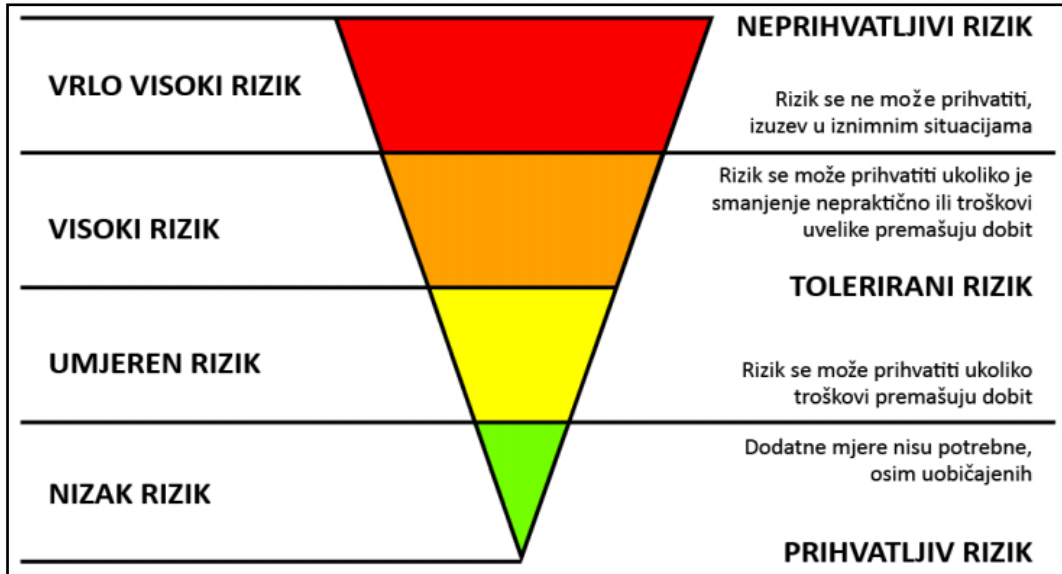 NEPRIHVATLJIVI RIZIK
VRLO VISOKI RIZIK
Rizik se ne može prihvatiti,
izuzev u iznimnim situacijama
Rizik se može prihvatiti ukoliko je
smanjenje nepraktično ili troškovi
uvelike premašuju dobit
VISOKI RIZIK
TOLERIRANI RIZIK
UMJEREN RIZIK
Rizik se može prihvatiti ukoliko
troškovi premašuju dobit
Dodatne mjere nisu potrebne,
osim uobičajenih
NIZAK RIZIK
PRIHVATLJIV RIZIK